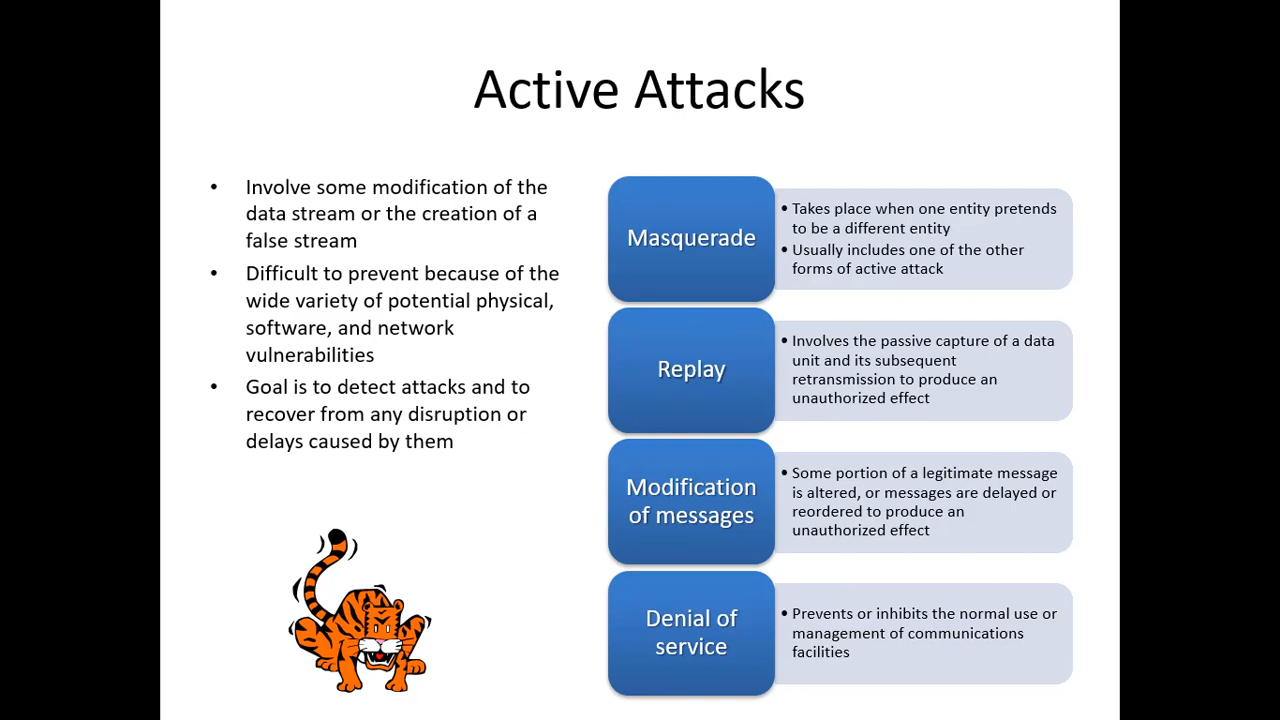 Active Attacks
• Involve some modification of the
data stream or the creation of a
false stream
• Difficult to prevent because of the
wide variety of potential physical,
software, and network
vulnerabilities
• Goal is to detect attacks and to
recover from any disruption or
delays caused by them
Masquerade
• Takes place when one entity pretends
to be a different entity
• Usually includes one of the other
forms of active attack
Replay
• Involves the passive capture of a data
unit and its subsequent
retransmission to produce an
unauthorized effect
Modification
of messages
• Some portion of a legitimate message
is altered, or messages are delayed or
reordered to produce an
unauthorized effect
Denial of
service
• Prevents or inhibits the normal use or
management of communications
facilities